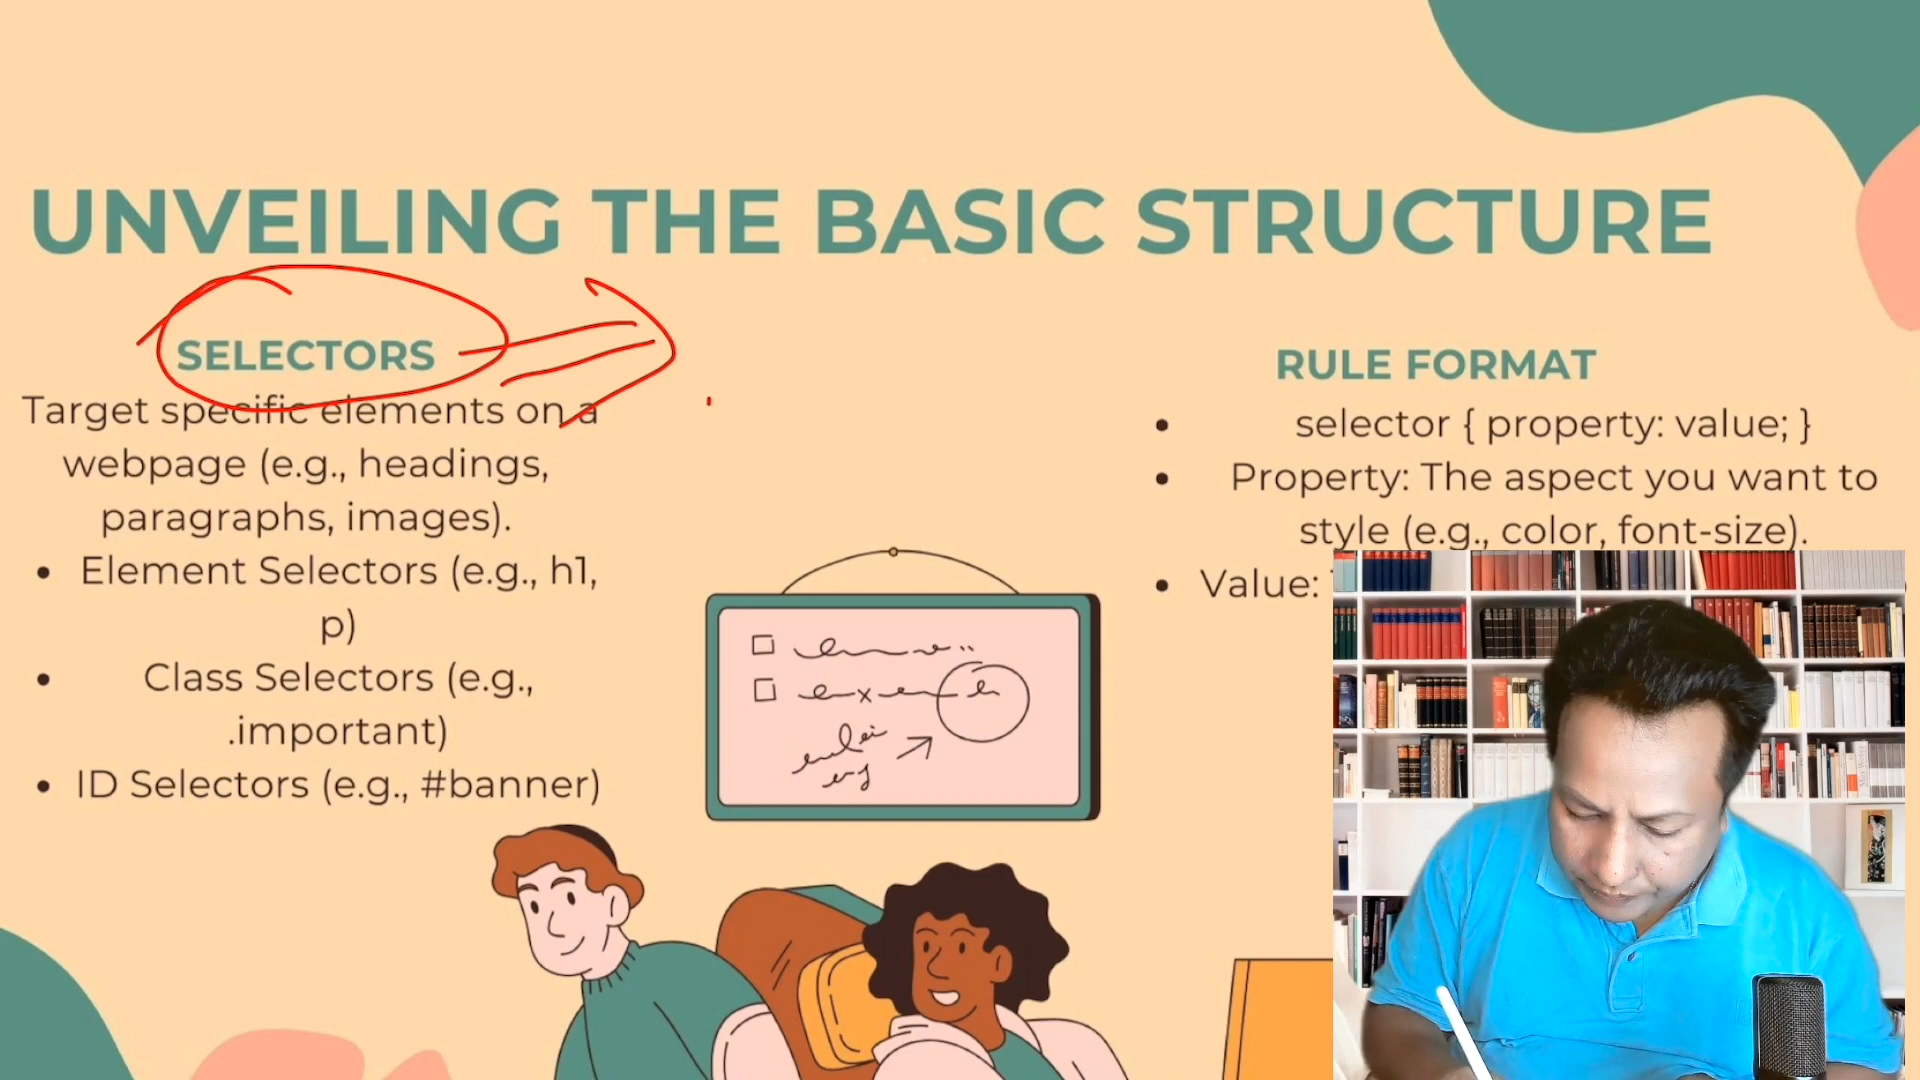 UNVEILING THE BASIC STRUCTURE
SELECTORS
Target specific elements on a
webpage (e.g., headings,
paragraphs, images).
• Element Selectors (e.g., h1,
p)
• Class Selectors (e.g.,
.important)
• ID Selectors (e.g., #banner)
RULE FORMAT
• selector { property: value; }
• Property: The aspect you want to
style (e.g., color, font-size).
• Value: